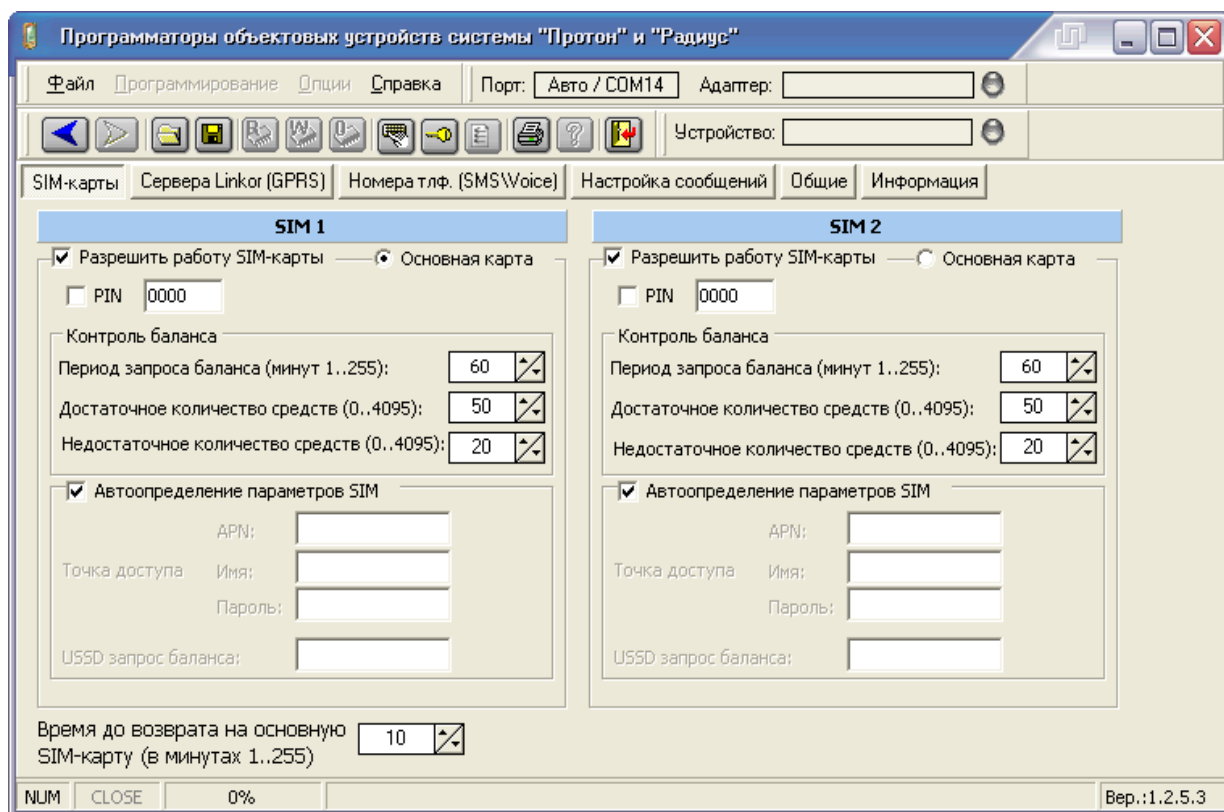 Программаторы объектовых устройств системы "Протон" и "Радиус"
Файл Программирование Опции Справка Порт: Авто / COM14 Адаптер:
Устройство:
SIM-карты Сервера Linkor (GPRS) Номера тлф. (SMS\Voice) Настройка сообщений Общие Информация
SIM 1 SIM 2
Разрешить работу SIM-карты Основная карта Разрешить работу SIM-карты Основная карта
PIN 0000 PIN 0000
Контроль баланса Контроль баланса
Период запроса баланса (минут 1..255): 60 Период запроса баланса (минут 1..255): 60
Достаточное количество средств (0..4095): 50 Достаточное количество средств (0..4095): 50
Недостаточное количество средств (0..4095): 20 Недостаточное количество средств (0..4095): 20
Автоопределение параметров SIM Автоопределение параметров SIM
APN: APN:
Точка доступа Имя: Точка доступа Имя:
Пароль: Пароль:
USSD запрос баланса: USSD запрос баланса:
Время до возврата на основную
SIM-карту (в минутах 1..255) 10
NUM CLOSE 0% Вер.:1.2.5.3